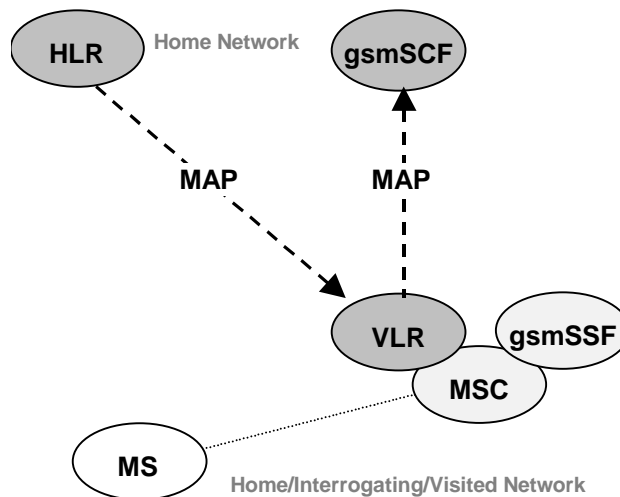 HLR
Home Network
gsmSCF
MAP
MAP
VLR
gsmSSF
MSC
MS
Home/Interrogating/Visited Network